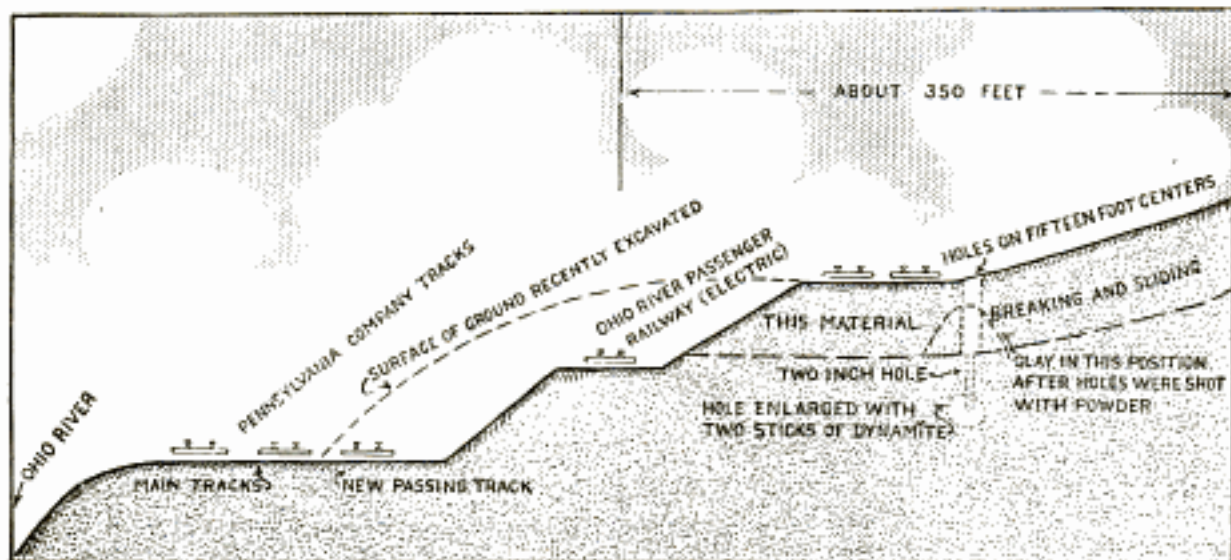 ABOUT 350 FEET
HOLES ON FIFTEEN FOOT CENTERS
SURFACE OF GROUND RECENTLY EXCAVATED
PENNSYLVANIA COMPANY TRACKS
OHIO RIVER PASSENGER
RAILWAY (ELECTRIC)
THIS MATERIAL
BREAKING AND SLIDING
TWO INCH HOLE
CLAY IN THIS POSITION
AFTER HOLES WERE SHOT
WITH POWDER
HOLE ENLARGED WITH
TWO STICKS OF DYNAMITE
OHIO RIVER
MAIN TRACKS
NEW PASSING TRACK